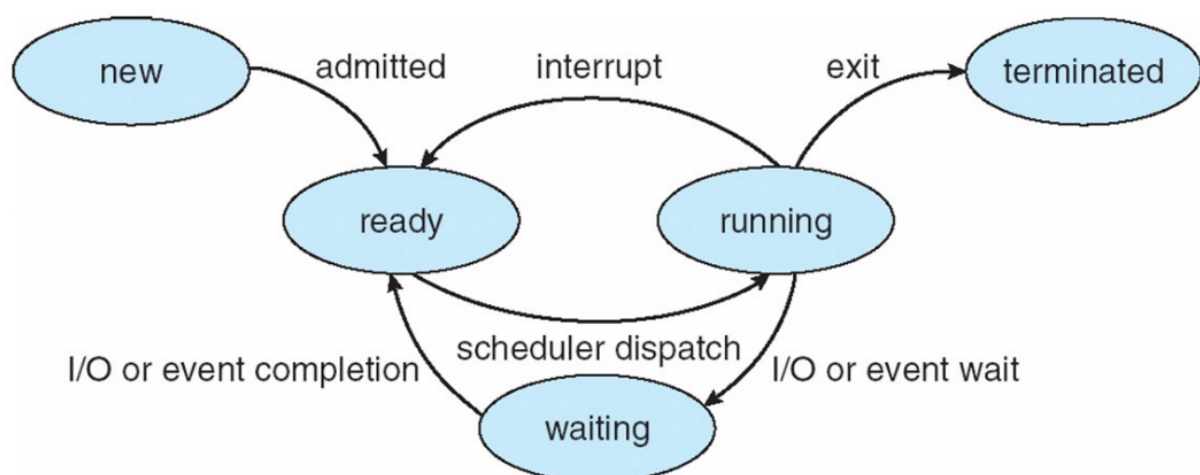 new
admitted
interrupt
exit
terminated
ready
running
scheduler dispatch
I/O or event completion
I/O or event wait
waiting